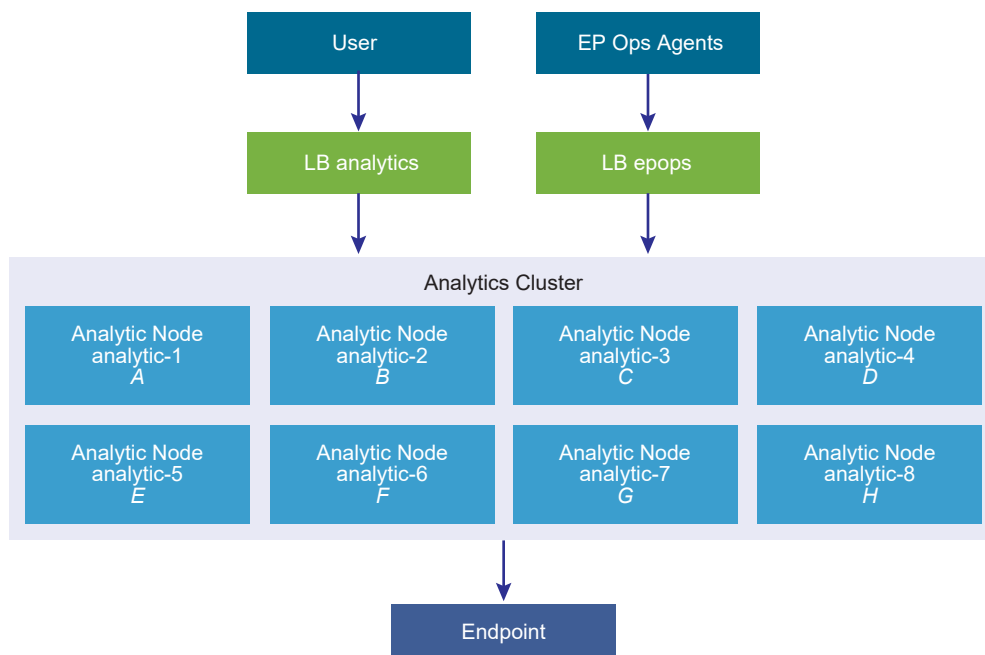 User
EP Ops Agents
LB analytics
LB epops
Analytics Cluster
Analytic Node
analytic-1
A
Analytic Node
analytic-2
B
Analytic Node
analytic-3
C
Analytic Node
analytic-4
D
Analytic Node
analytic-5
E
Analytic Node
analytic-6
F
Analytic Node
analytic-7
G
Analytic Node
analytic-8
H
Endpoint